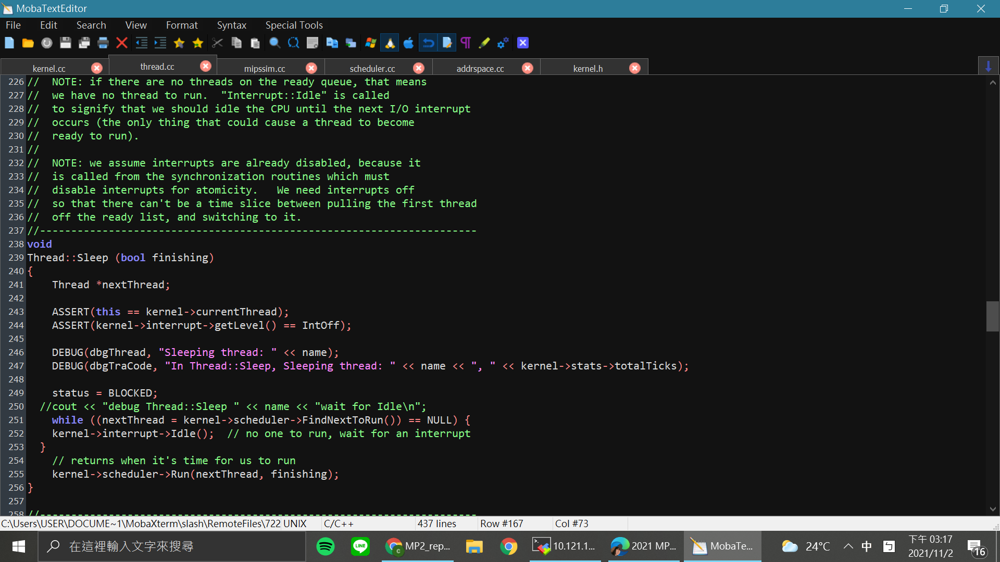 MobaTextEditor
File Edit Search View Format Syntax Special Tools
kernel.cc thread.cc mipssim.cc scheduler.cc addrspace.cc kernel.h
226 // NOTE: if there are no threads on the ready queue, that means
227 // we have no thread to run. "Interrupt::Idle" is called
228 // to signify that we should idle the CPU until the next I/O interrupt
229 // occurs (the only thing that could cause a thread to become
230 // ready to run).
231 //
232 // NOTE: we assume interrupts are already disabled, because it
233 // is called from the synchronization routines which must
234 // disable interrupts for atomicity. We need interrupts off
235 // so that there can't be a time slice between pulling the first thread
236 // off the ready list, and switching to it.
237 //----------------------------------------------------------------------
238 void
239 Thread::Sleep (bool finishing)
240 {
241 Thread *nextThread;
242
243 ASSERT(this == kernel->currentThread);
244 ASSERT(kernel->interrupt->getLevel() == IntOff);
245
246 DEBUG(dbgThread, "Sleeping thread: " << name);
247 DEBUG(dbgTraCode, "In Thread::Sleep, Sleeping thread: " << name << ", " << kernel->stats->totalTicks);
248
249 status = BLOCKED;
250 //cout << "debug Thread::Sleep " << name << "wait for Idle\n";
251 while ((nextThread = kernel->scheduler->FindNextToRun()) == NULL) {
252 kernel->interrupt->Idle(); // no one to run, wait for an interrupt
253 }
254 // returns when it's time for us to run
255 kernel->scheduler->Run(nextThread, finishing);
256 }
257
258 //----------------------------------------------------------------------
C:\Users\USER\DOCUME~1\MobaXterm\slash\RemoteFiles\722 UNIX C/C++ 437 lines Row #167 Col #73
在這裡輸入文字來搜尋 LINE C MP2_rep... 10.121.1... 2021 MP... MobaTe... 24°C 中 ㄅ 下午 03:17
2021/11/2 16